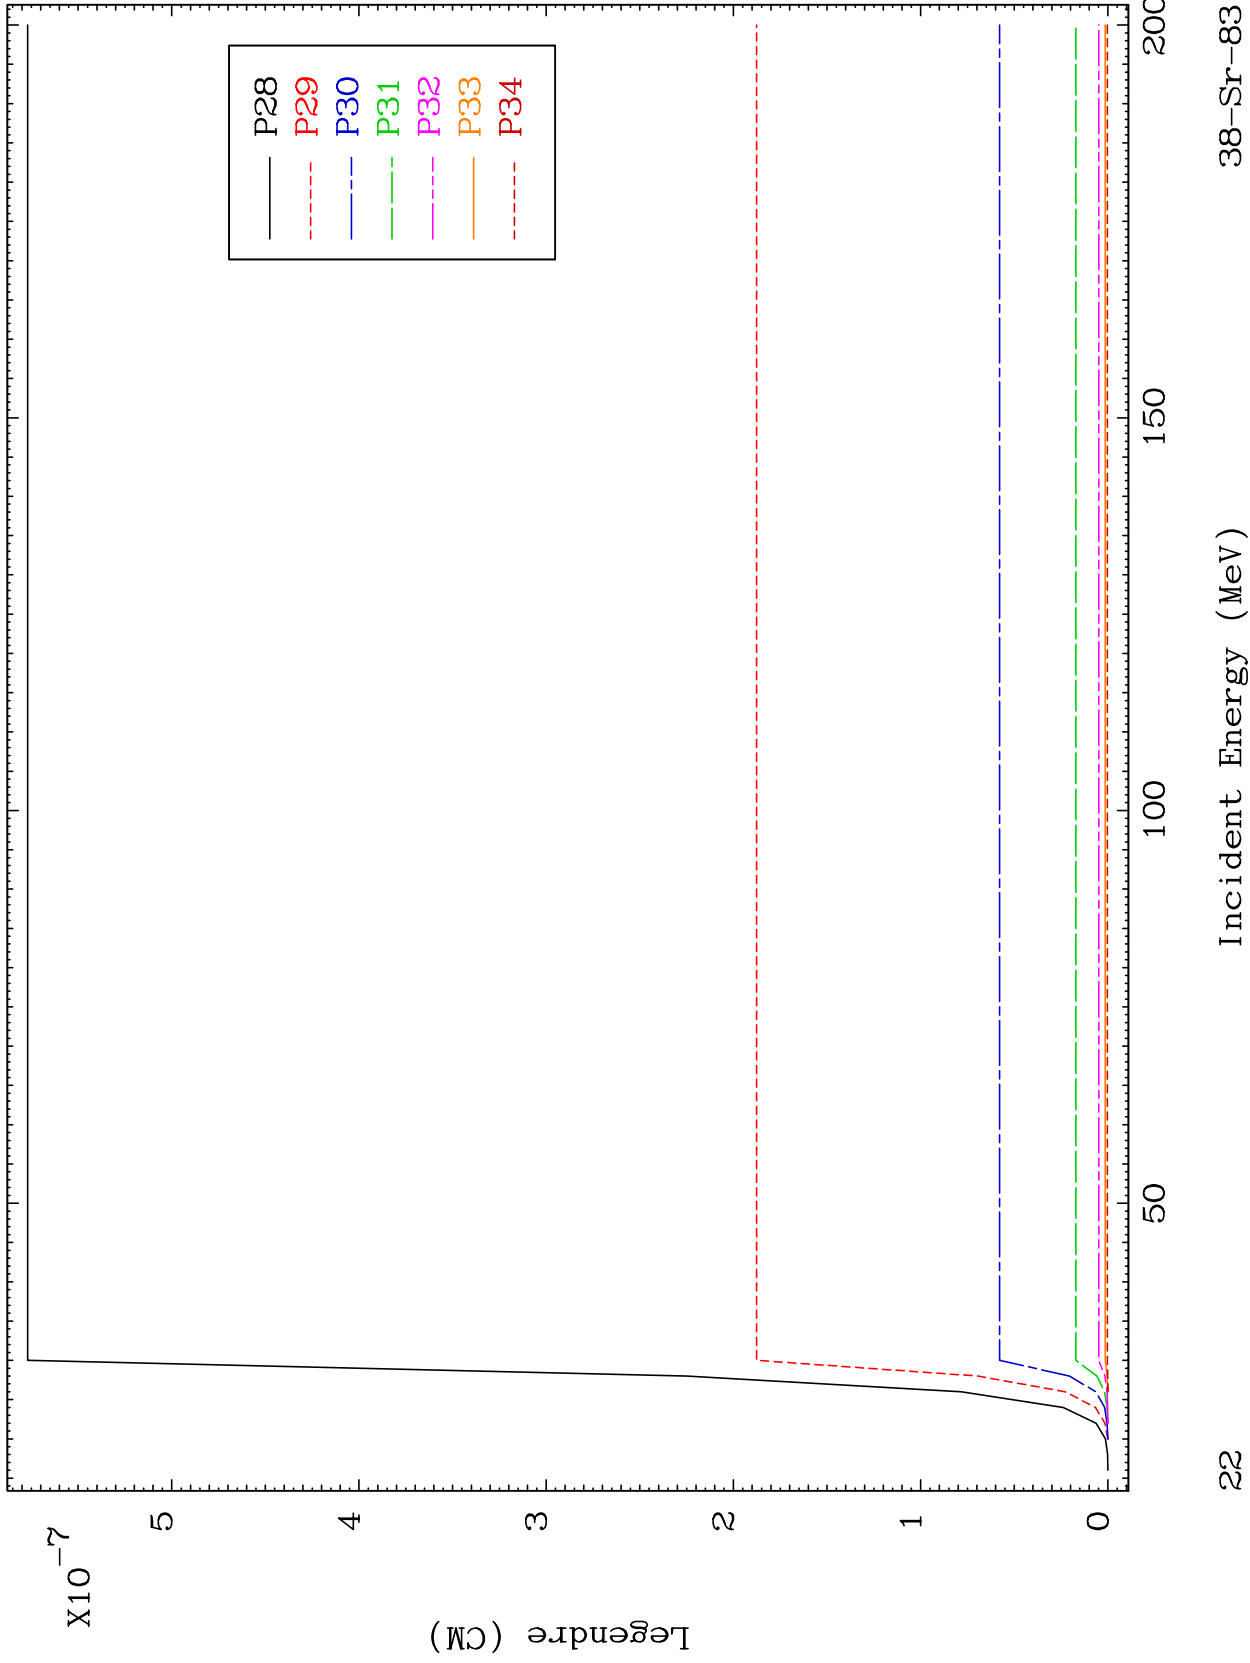 X10-7
5
4
3
2
1
0
Legendre (CM)
P28
P29
P30
P31
P32
P33
P34
50
100
150
200
22
Incident Energy (MeV)
38-Sr-83